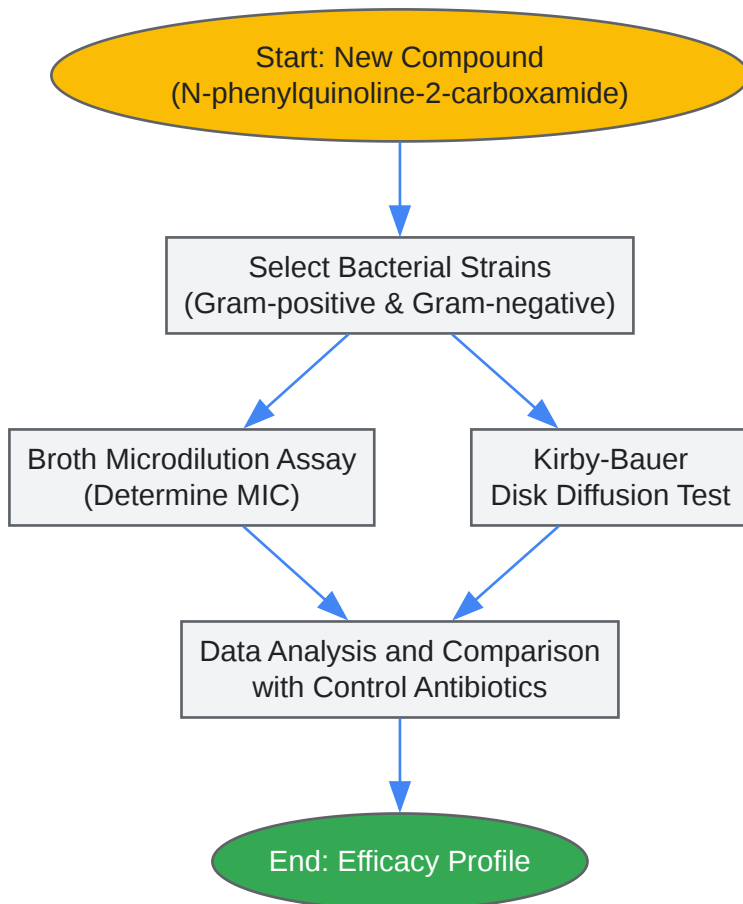 Start: New Compound
(N-phenylquinoline-2-carboxamide)
Select Bacterial Strains
(Gram-positive & Gram-negative)
Broth Microdilution Assay
(Determine MIC)
Kirby-Bauer
Disk Diffusion Test
Data Analysis and Comparison
with Control Antibiotics
End: Efficacy Profile